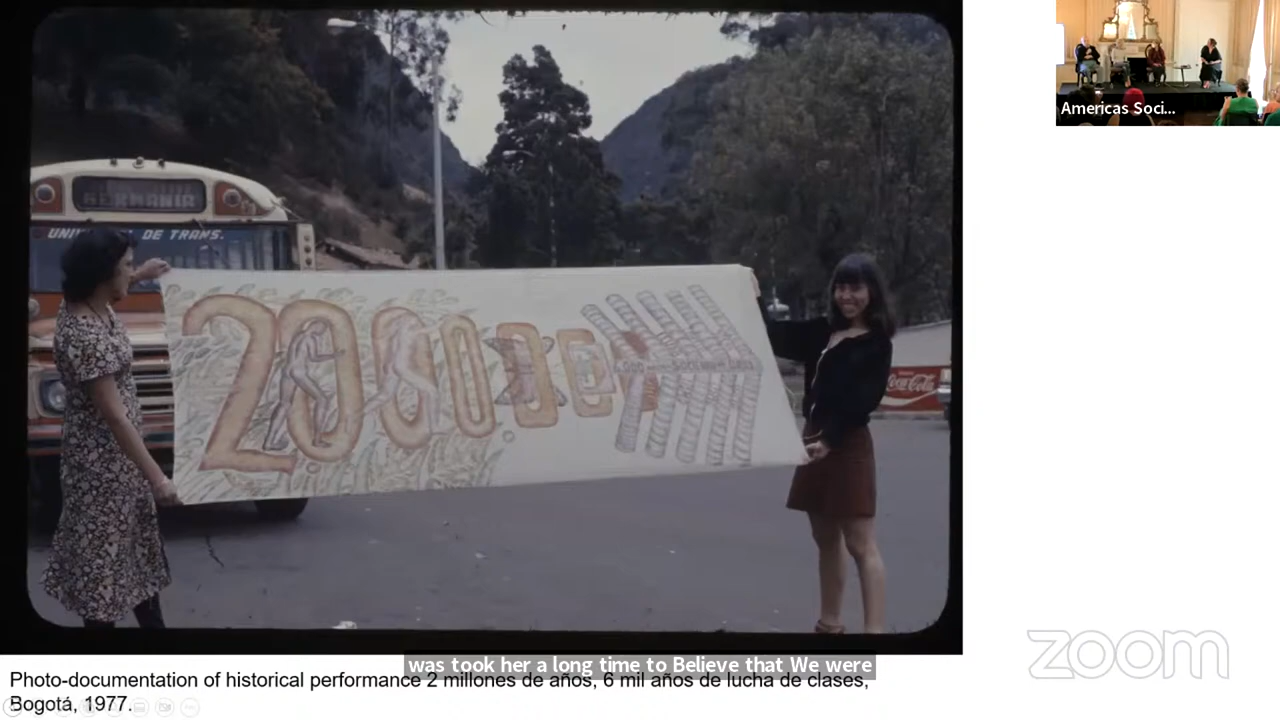 Americas Soci...
GERMANIA
DE TRANS.
2000.000
Coca-Cola
was took her a long time to Believe that We were
Photo-documentation of historical performance 2 millones de años, 6 mil años de lucha de clases,
Bogotá, 1977.
zoom